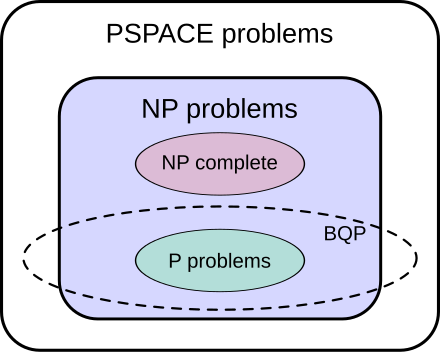 PSPACE problems
NP problems
NP complete
BQP
P problems